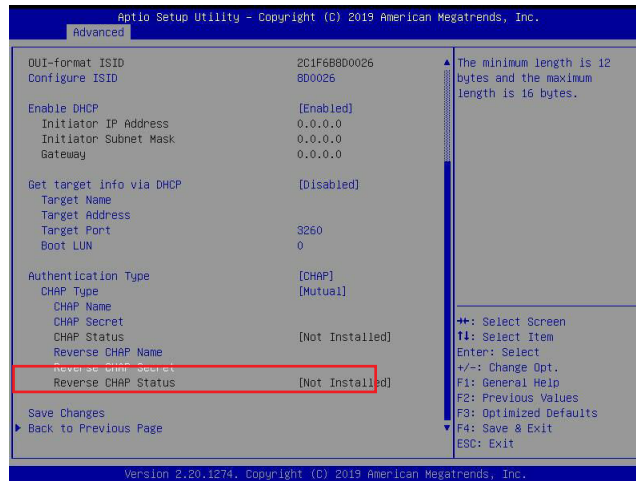 Aptio Setup Utility – Copyright (C) 2019 American Megatrends, Inc.
Advanced
OUI-format ISID 2C1F6B8D0026
Configure ISID 8D0026
Enable DHCP [Enabled]
Initiator IP Address 0.0.0.0
Initiator Subnet Mask 0.0.0.0
Gateway 0.0.0.0
Get target info via DHCP [Disabled]
Target Name
Target Address
Target Port 3260
Boot LUN 0
Authentication Type [CHAP]
CHAP Type [Mutual]
CHAP Name
CHAP Secret
CHAP Status [Not Installed]
Reverse CHAP Name
Reverse CHAP Secret
Reverse CHAP Status [Not Installed]
Save Changes
Back to Previous Page
The minimum length is 12
bytes and the maximum
length is 16 bytes.
→←: Select Screen
↑↓: Select Item
Enter: Select
+/-: Change Opt.
F1: General Help
F2: Previous Values
F3: Optimized Defaults
F4: Save & Exit
ESC: Exit
Version 2.20.1274. Copyright (C) 2019 American Megatrends, Inc.